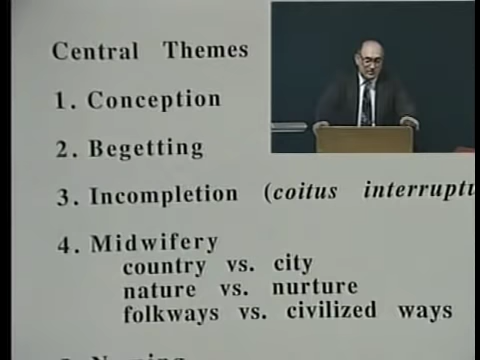 Central Themes
1. Conception
2. Begetting
3. Incompletion (coitus
4. Midwifery
country vs. city
nature vs. nurture
folkways vs. civilized ways